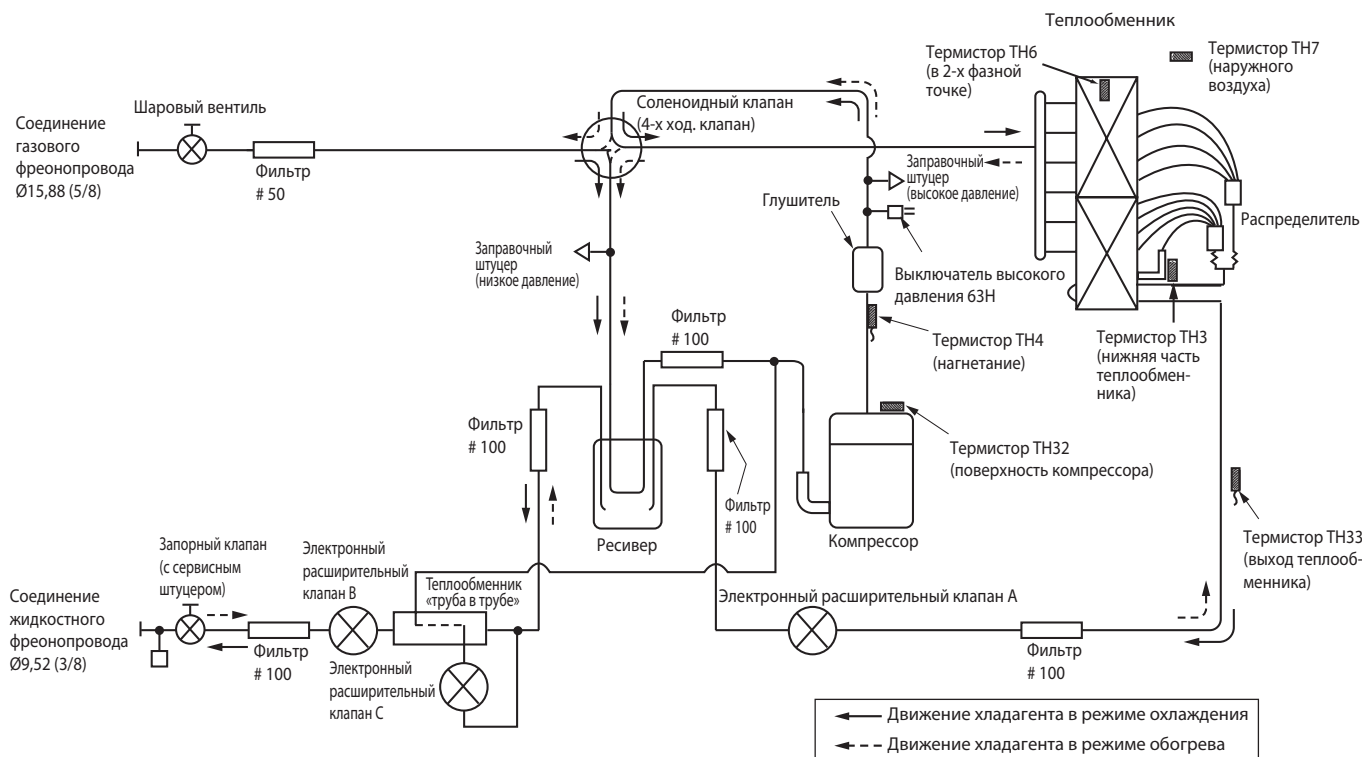 Теплообменник
Термистор TH6
(в 2-х фазной
точке)
Термистор TH7
(наружного
воздуха)
Шаровый вентиль
Соединение
газового
фреонопровода
Ø15,88 (5/8)
Фильтр
# 50
Соленоидный клапан
(4-х ход. клапан)
Заправочный
штуцер
(высокое давление)
Глушитель
Распределитель
Заправочный
штуцер
(низкое давление)
Выключатель высокого
давления 63H
Фильтр
# 100
Термистор TH4
(нагнетание)
Термистор TH3
(нижняя часть
теплообмен-
ника)
Фильтр
# 100
Термистор TH32
(поверхность компрессора)
Фильтр
# 100
Ресивер
Компрессор
Термистор TH33
(выход теплооб-
менника)
Запорный клапан
(с сервисным
штуцером)
Электронный
расширительный
клапан B
Теплообменник
«труба в трубе»
Электронный расширительный клапан A
Соединение
жидкостного
фреонопровода
Ø9,52 (3/8)
Фильтр
# 100
Электронный
расширительный
клапан C
Фильтр
# 100
Движение хладагента в режиме охлаждения
Движение хладагента в режиме обогрева